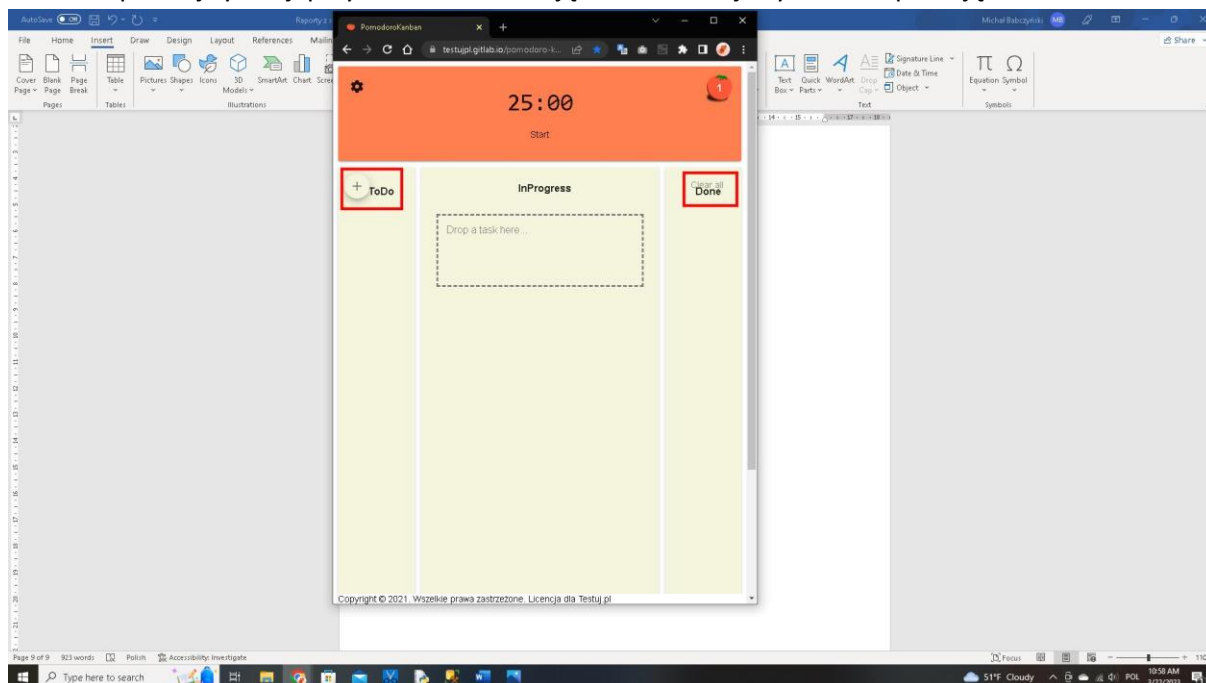 AutoSave Off Michał Babczyński MB
File Home Insert Draw Design Layout References Share
Cover Page Blank Page Page Break Table Pictures Shapes Icons 3D Models SmartArt Chart
Text Box Quick Parts WordArt Drop Cap Signature Line Date & Time Object Equation Symbol
Pages Tables Illustrations Text Symbols
PomodoroKanban
testujpl.gitlab.io/pomodoro-k...
25:00
1
Start
ToDo
InProgress
Clear all
Done
Drop a task here...
Copyright © 2021. Wszelkie prawa zastrzeżone. Licencja dla Testuj.pl
Page 9 of 9 923 words Polish Accessibility: Investigate Focus
Type here to search 51°F Cloudy POL 10:58 AM
3/22/2023